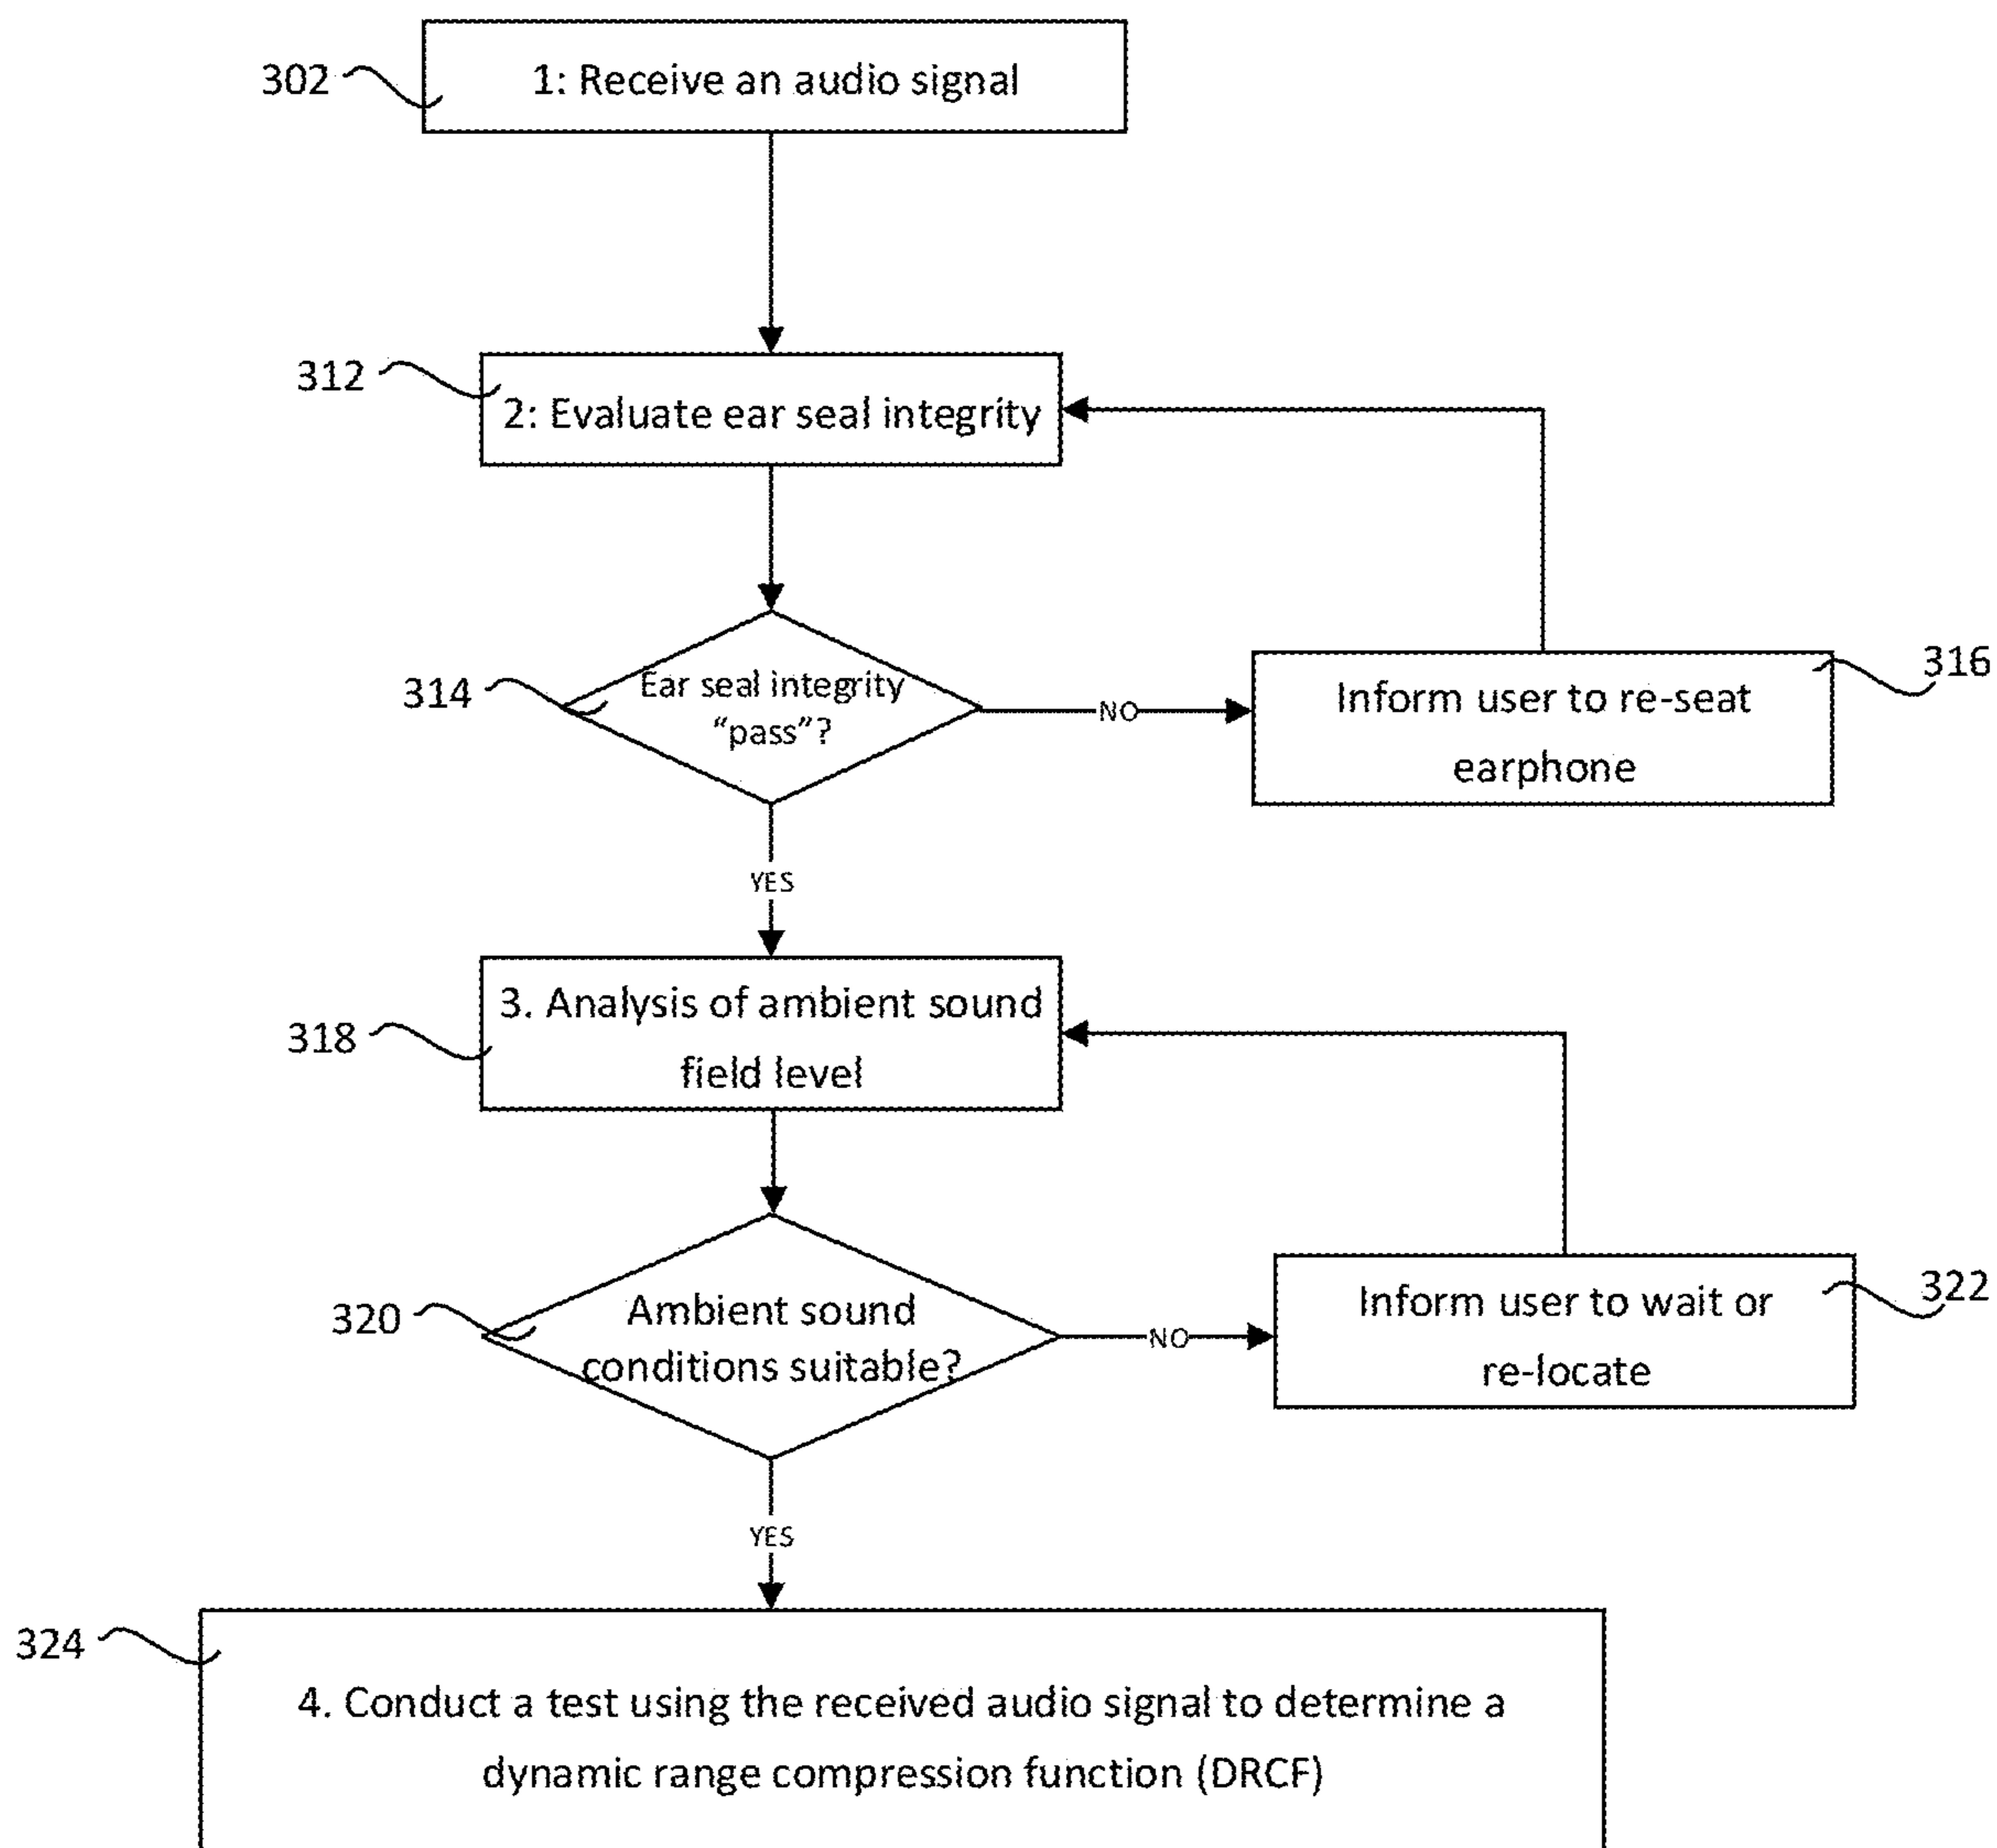 302
1: Receive an audio signal
312
2: Evaluate ear seal integrity
314
Ear seal integrity
“pass”?
NO
Inform user to re-seat
earphone
316
YES
318
3. Analysis of ambient sound
field level
320
Ambient sound
conditions suitable?
NO
Inform user to wait or
re-locate
322
YES
324
4. Conduct a test using the received audio signal to determine a
dynamic range compression function (DRCF)